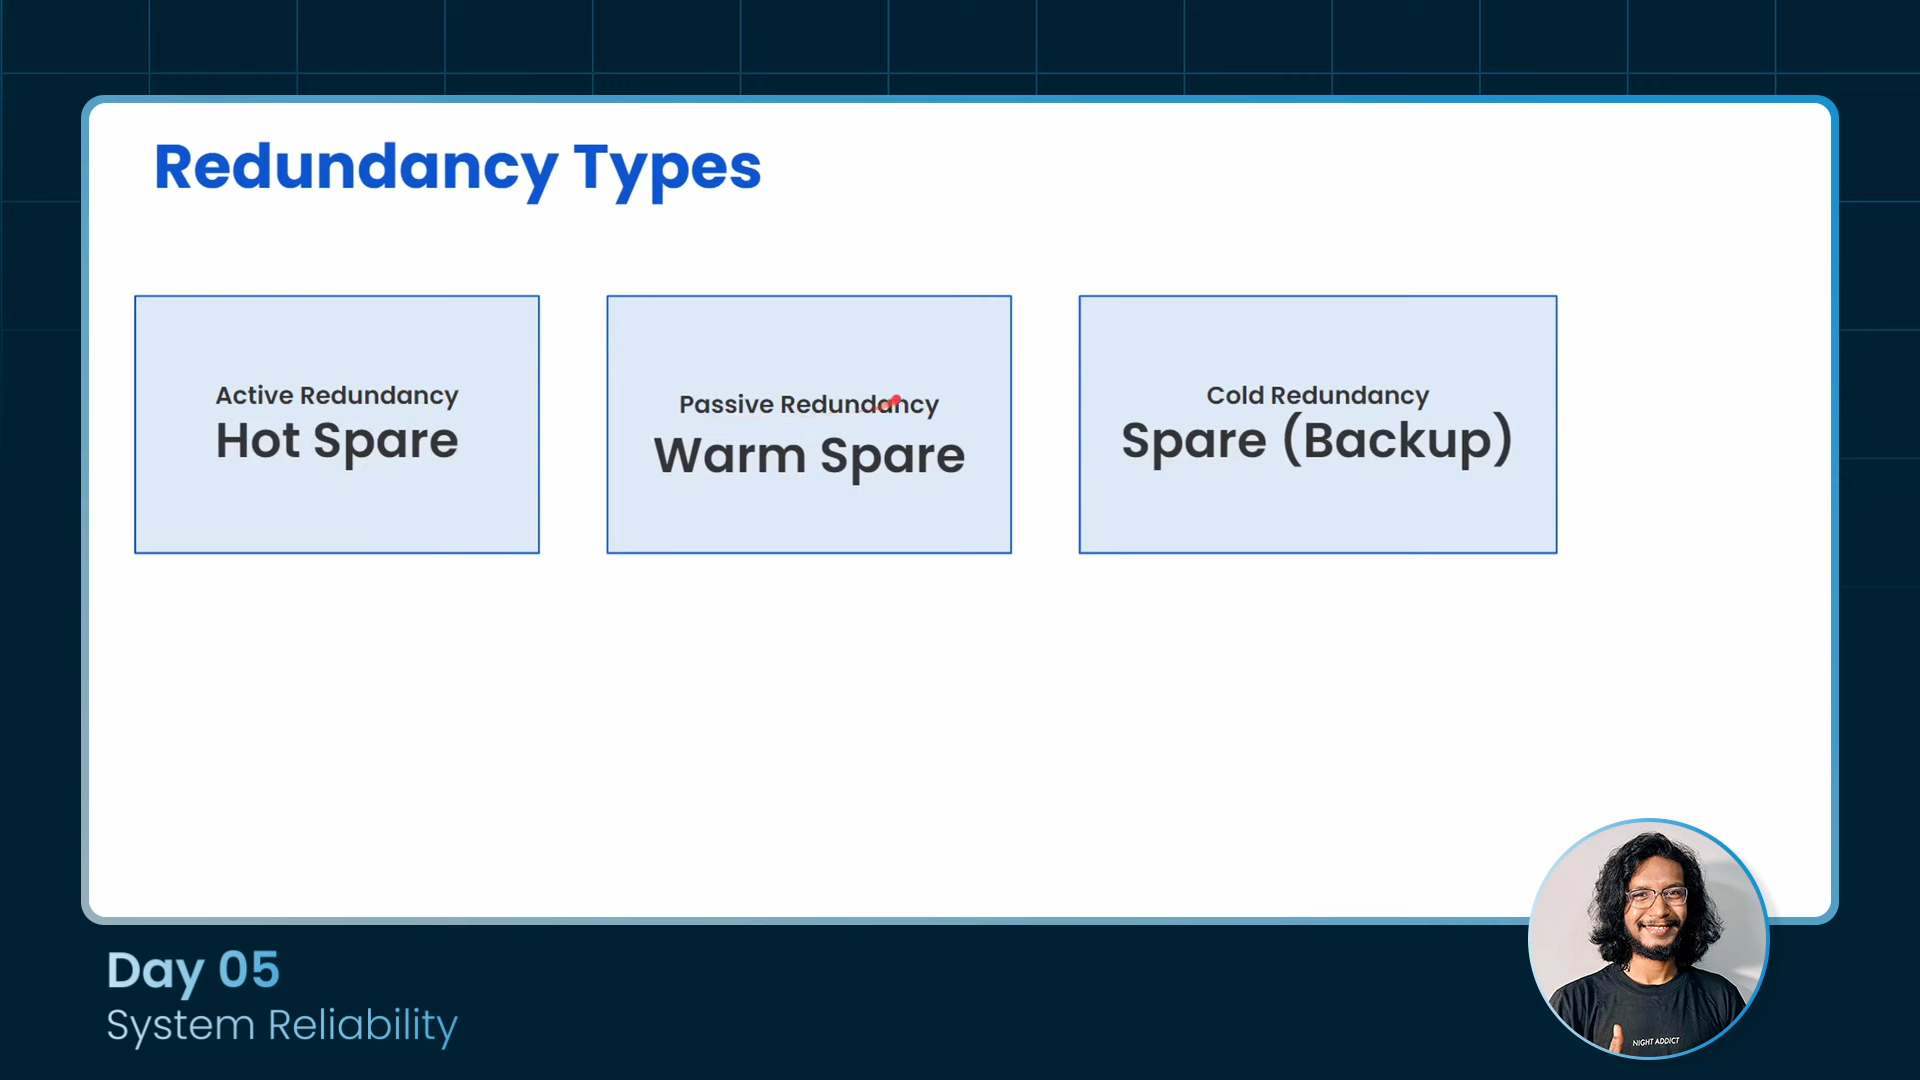 Redundancy Types
Active Redundancy
Hot Spare
Passive Redundancy
Warm Spare
Cold Redundancy
Spare (Backup)
Day 05
System Reliability
NIGHT ADDICT